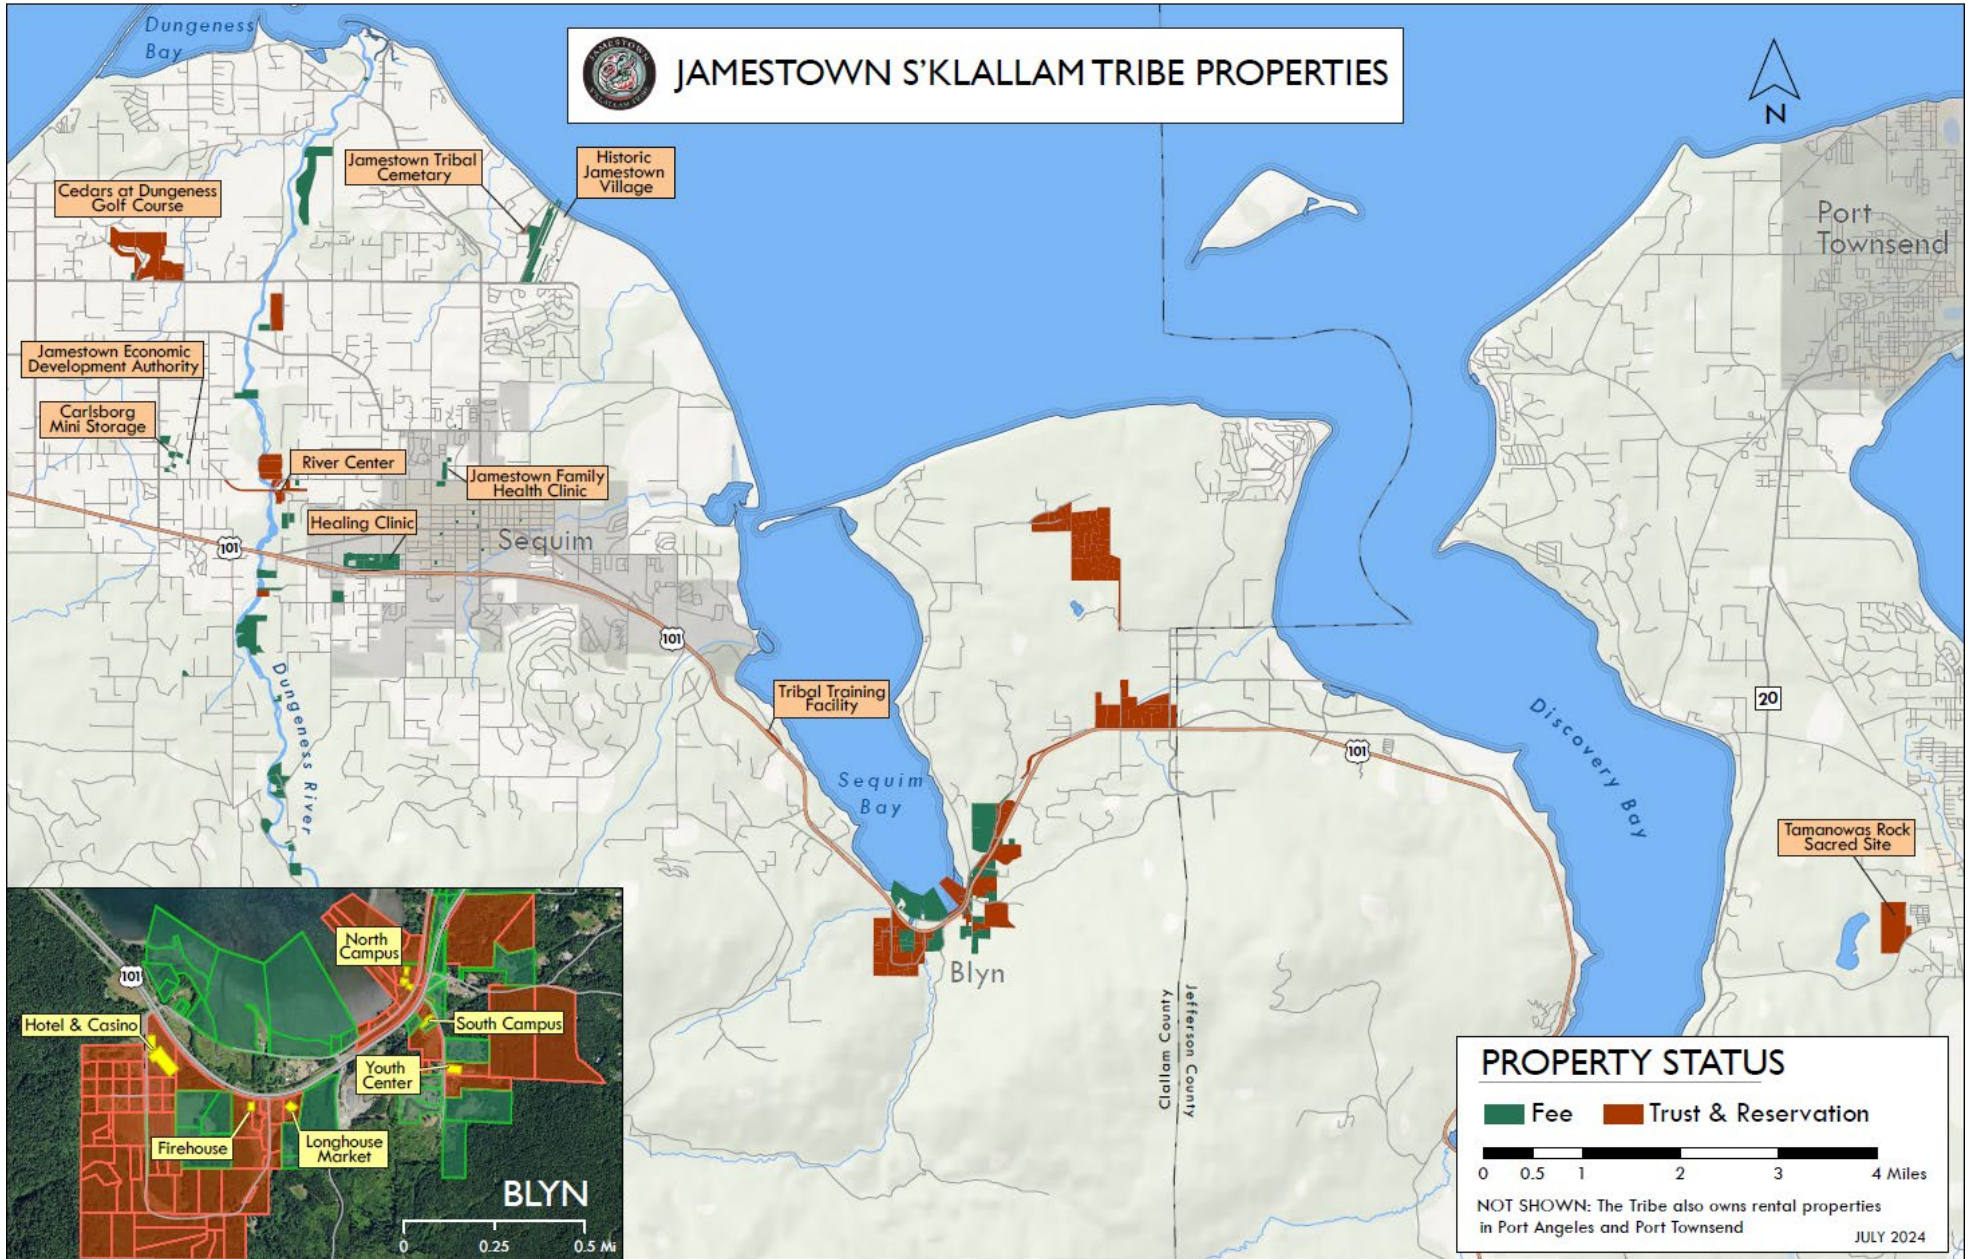 Dungeness
Bay
JAMESTOWN
S'KLALLAM TRIBE
JAMESTOWN S'KLALLAM TRIBE PROPERTIES
N
Jamestown Tribal
Cemetary
Historic
Jamestown
Village
Cedars at Dungeness
Golf Course
Port
Townsend
Jamestown Economic
Development Authority
Carlsborg
Mini Storage
River Center
Jamestown Family
Health Clinic
Healing Clinic
Sequim
101
101
Dungeness River
Tribal Training
Facility
Sequim
Bay
101
20
Discovery Bay
Tamanowas Rock
Sacred Site
Blyn
Clallam County
Jefferson County
North
Campus
101
Hotel & Casino
South Campus
Youth
Center
Firehouse
Longhouse
Market
BLYN
0 0.25 0.5 Mi
PROPERTY STATUS
Fee Trust & Reservation
0 0.5 1 2 3 4 Miles
NOT SHOWN: The Tribe also owns rental properties
in Port Angeles and Port Townsend
JULY 2024